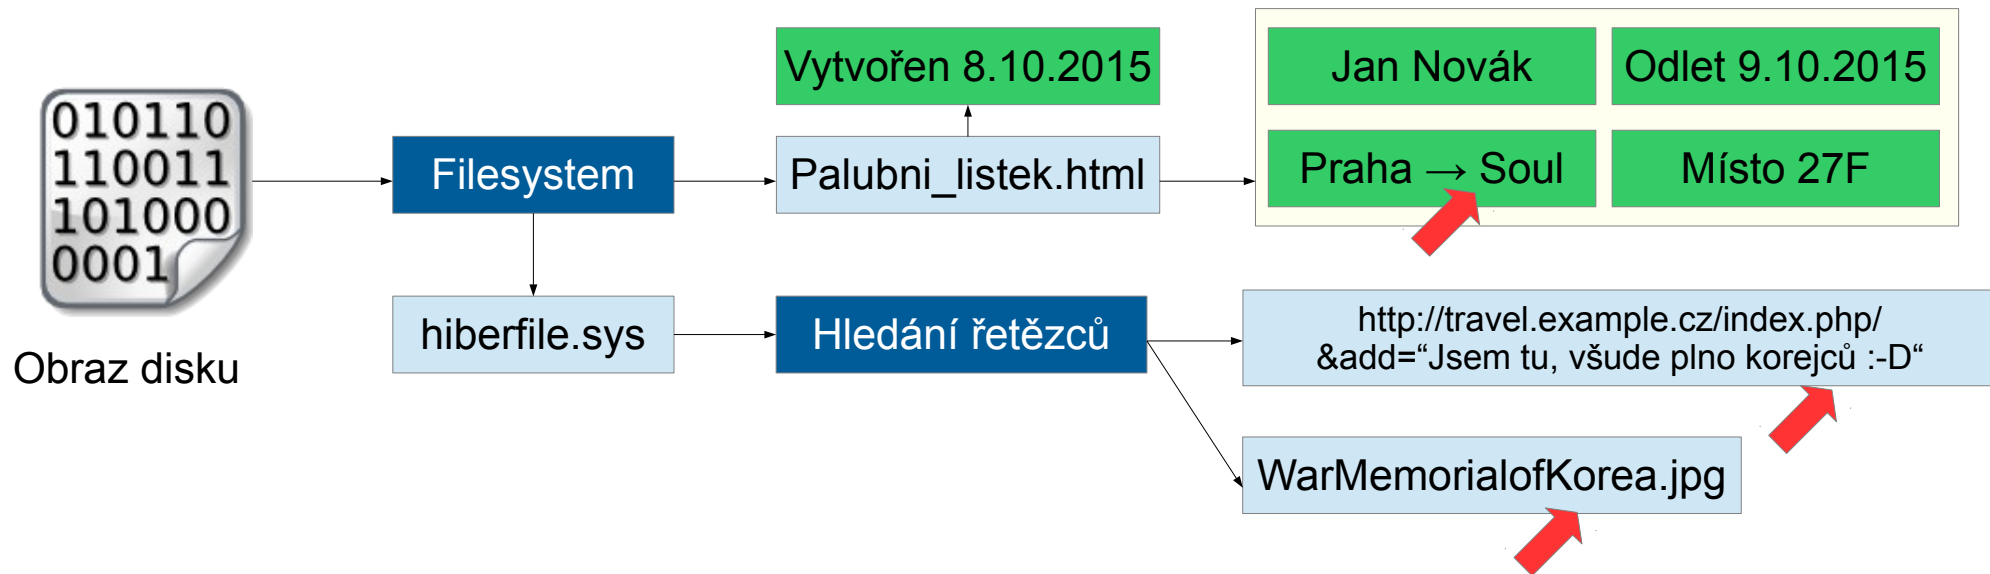 010110
110011
101000
0001
Obraz disku
Filesystem
hiberfile.sys
Vytvořen 8.10.2015
Palubni_listek.html
Hledání řetězců
Jan Novák
Odlet 9.10.2015
Praha → Soul
Místo 27F
http://travel.example.cz/index.php/
&add=“Jsem tu, všude plno korejců :-D“
WarMemorialofKorea.jpg